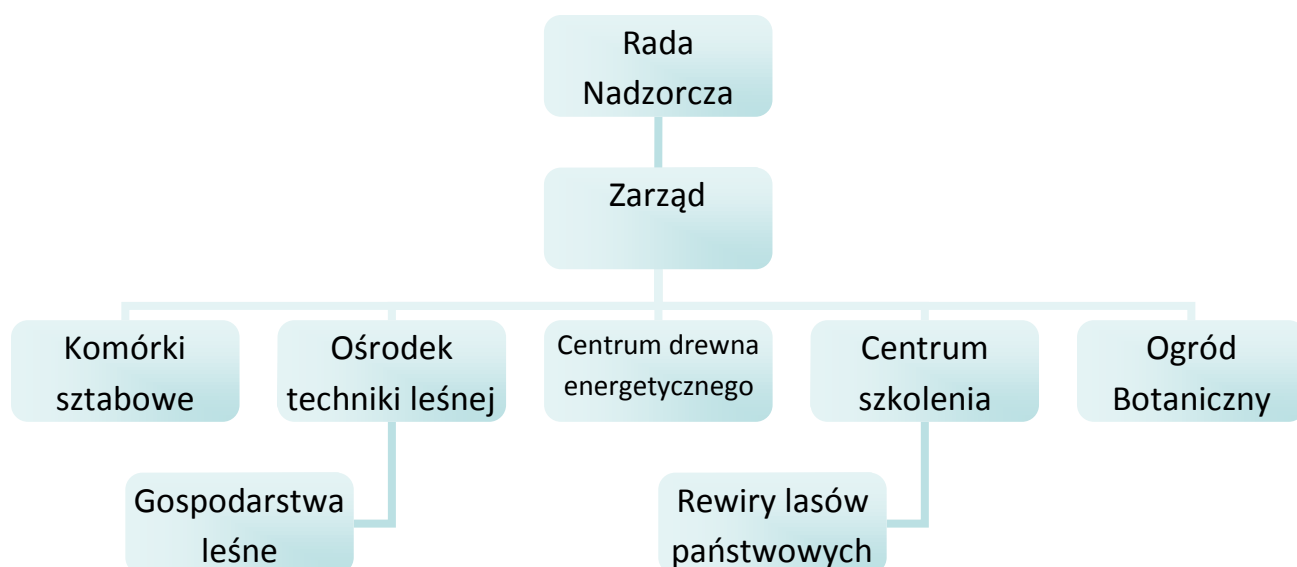 Rada
Nadzorcza
Zarząd
Komórki
sztabowe
Ośrodek
techniki leśnej
Centrum drewna
energetycznego
Centrum
szkolenia
Ogród
Botaniczny
Gospodarstwa
leśne
Rewiry lasów
państwowych